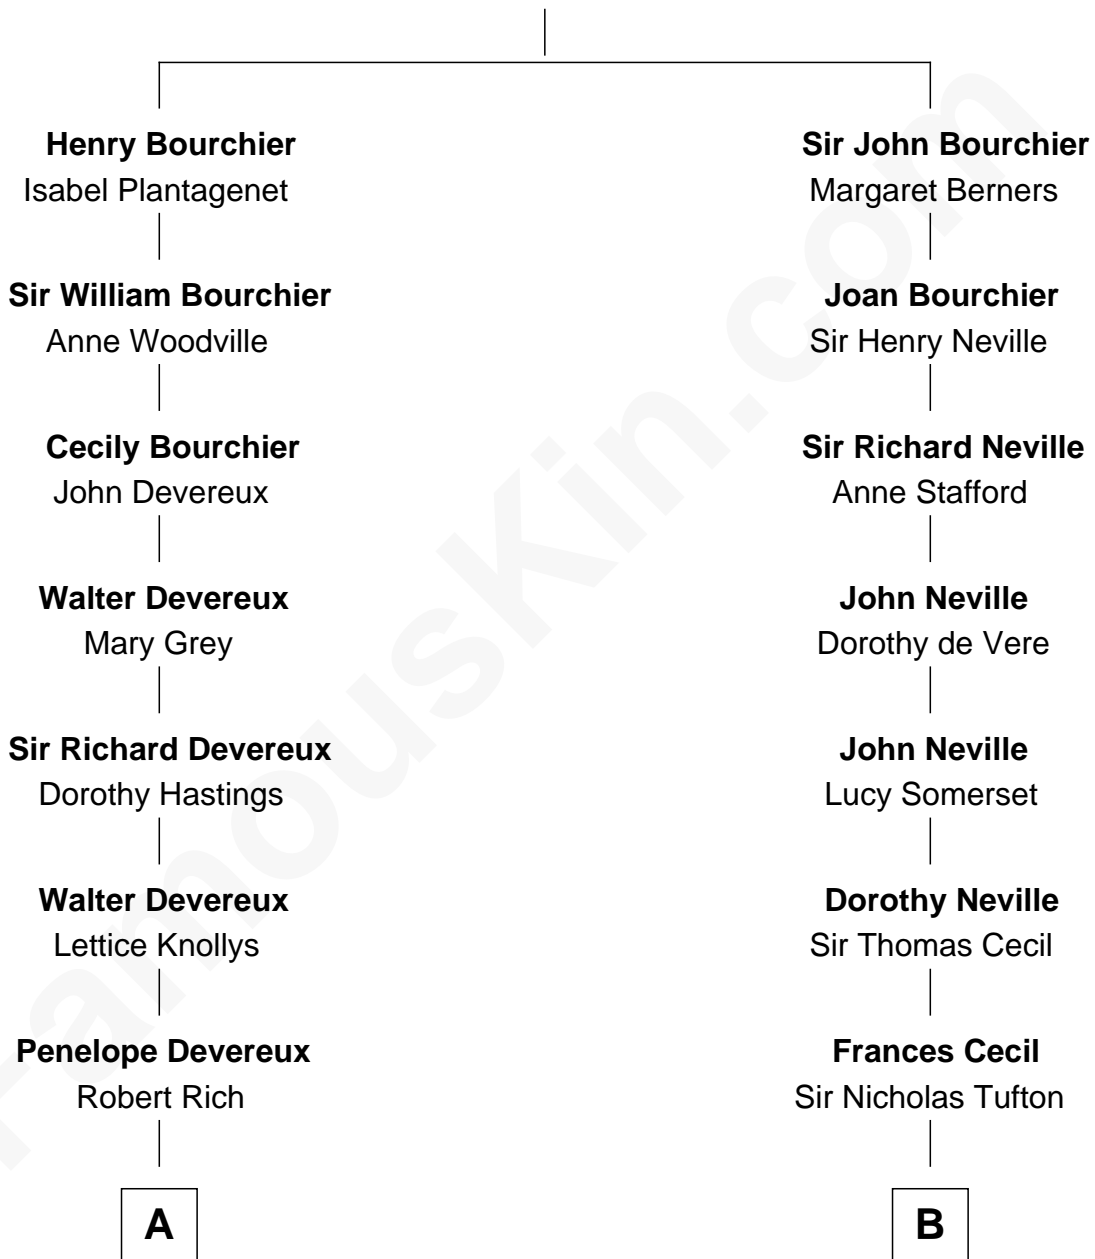 Henry Bourchier
Isabel Plantagenet
Sir John Bourchier
Margaret Berners
Sir William Bourchier
Anne Woodville
Joan Bourchier
Sir Henry Neville
Cecily Bourchier
John Devereux
Sir Richard Neville
Anne Stafford
Walter Devereux
Mary Grey
John Neville
Dorothy de Vere
Sir Richard Devereux
Dorothy Hastings
John Neville
Lucy Somerset
Walter Devereux
Lettice Knollys
Dorothy Neville
Sir Thomas Cecil
Penelope Devereux
Robert Rich
Frances Cecil
Sir Nicholas Tufton
A
B
FamousKin.com